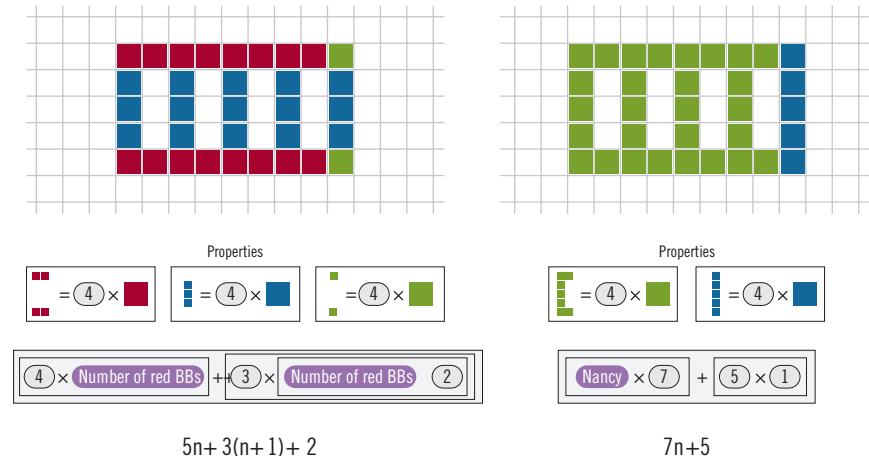 Properties
= 4 ×
= 4 ×
= 4 ×
4 × Number of red BBs ++ 3 × Number of red BBs 2
5n+ 3(n+ 1)+ 2
Properties
= 4 ×
= 4 ×
Nancy × 7 + 5 × 1
7n+5